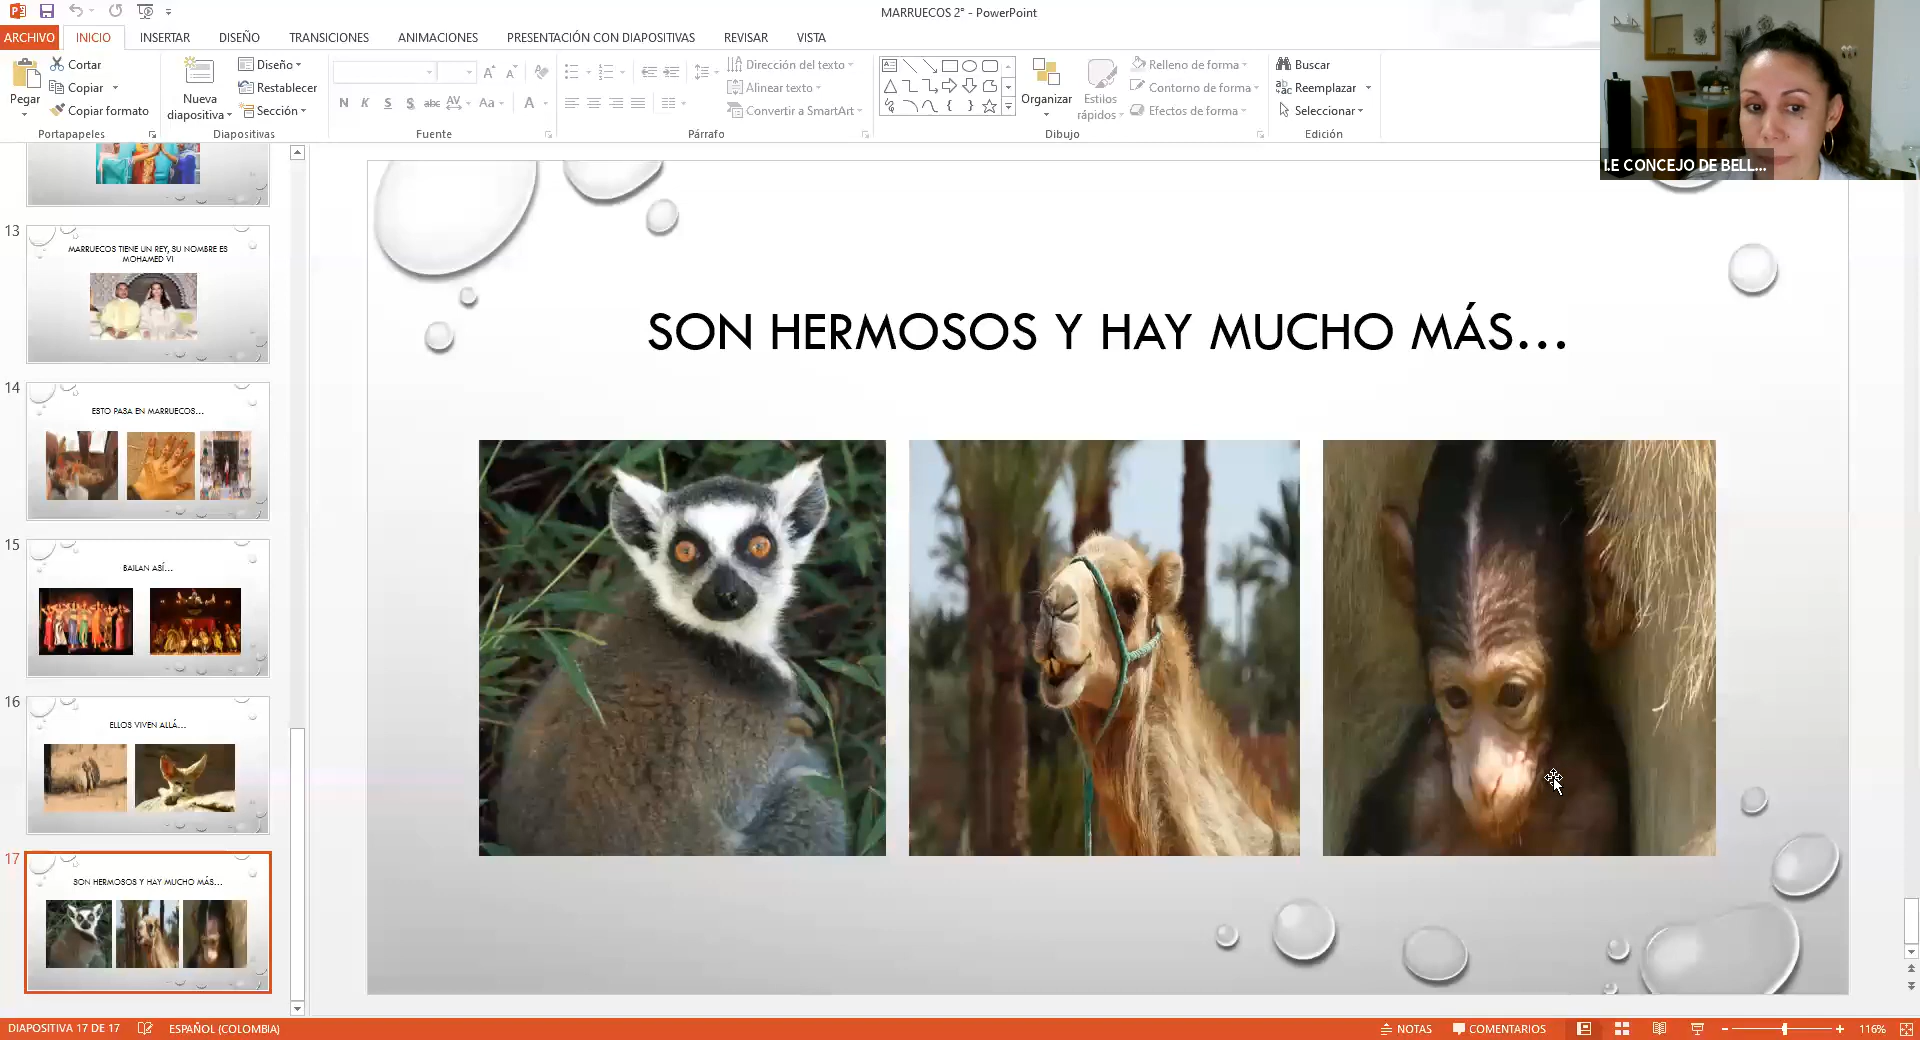 MARRUECOS 2° - PowerPoint
ARCHIVO INICIO INSERTAR DISEÑO TRANSICIONES ANIMACIONES PRESENTACIÓN CON DIAPOSITIVAS REVISAR VISTA
Pegar
Cortar
Copiar
Copiar formato
Portapapeles
Nueva
diapositiva
Diseño
Restablecer
Sección
Diapositivas
N K S S abc AV Aa A
Fuente
Dirección del texto
Alinear texto
Convertir a SmartArt
Párrafo
Organizar
Estilos
rápidos
Relleno de forma
Contorno de forma
Efectos de forma
Dibujo
Buscar
Reemplazar
Seleccionar
Edición
I.E CONCEJO DE BELL...
13
MARRUECOS TIENE UN REY, SU NOMBRE ES
MOHAMED VI
14
ESTO PASA EN MARRUECOS...
15
BAILAN ASÍ...
16
ELLOS VIVEN ALLÁ...
17
SON HERMOSOS Y HAY MUCHO MÁS...
SON HERMOSOS Y HAY MUCHO MÁS...
DIAPOSITIVA 17 DE 17 ESPAÑOL (COLOMBIA) NOTAS COMENTARIOS 116%